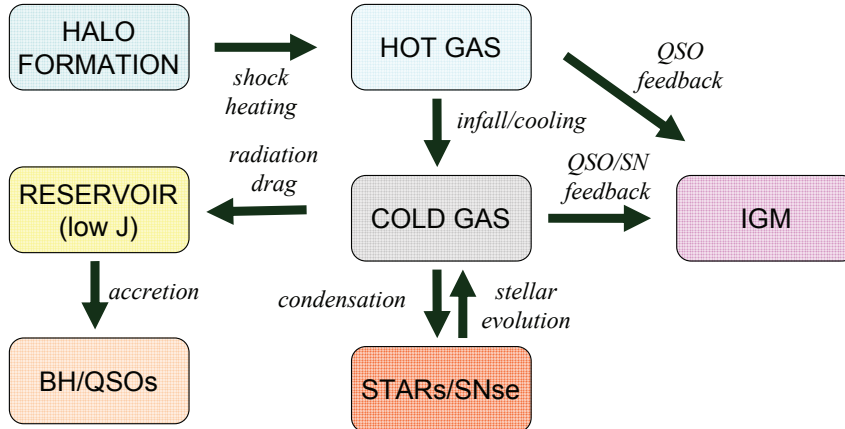 HALO
FORMATION
shock
heating
HOT GAS
QSO
feedback
infall/cooling
radiation
drag
QSO/SN
feedback
RESERVOIR
(low J)
COLD GAS
IGM
accretion
condensation
stellar
evolution
BH/QSOs
STARs/SNse